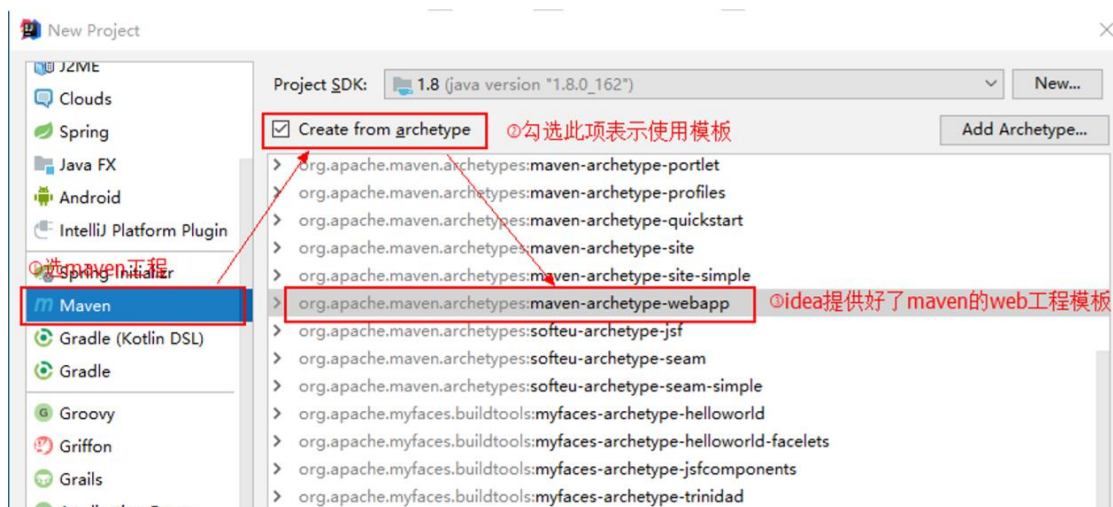 New Project
J2ME
Clouds
Spring
Java FX
Android
IntelliJ Platform Plugin
①选maven工程
Spring Initializr
Maven
Gradle (Kotlin DSL)
Gradle
Groovy
Griffon
Grails
Project SDK: 1.8 (java version "1.8.0_162") New...
Create from archetype ②勾选此项表示使用模板 Add Archetype...
org.apache.maven.archetypes:maven-archetype-portlet
org.apache.maven.archetypes:maven-archetype-profiles
org.apache.maven.archetypes:maven-archetype-quickstart
org.apache.maven.archetypes:maven-archetype-site
org.apache.maven.archetypes:maven-archetype-site-simple
org.apache.maven.archetypes:maven-archetype-webapp ③idea提供好了maven的web工程模板
org.apache.maven.archetypes:softeu-archetype-jsf
org.apache.maven.archetypes:softeu-archetype-seam
org.apache.maven.archetypes:softeu-archetype-seam-simple
org.apache.myfaces.buildtools:myfaces-archetype-helloworld
org.apache.myfaces.buildtools:myfaces-archetype-helloworld-facelets
org.apache.myfaces.buildtools:myfaces-archetype-jsfcomponents
org.apache.myfaces.buildtools:myfaces-archetype-trinidad